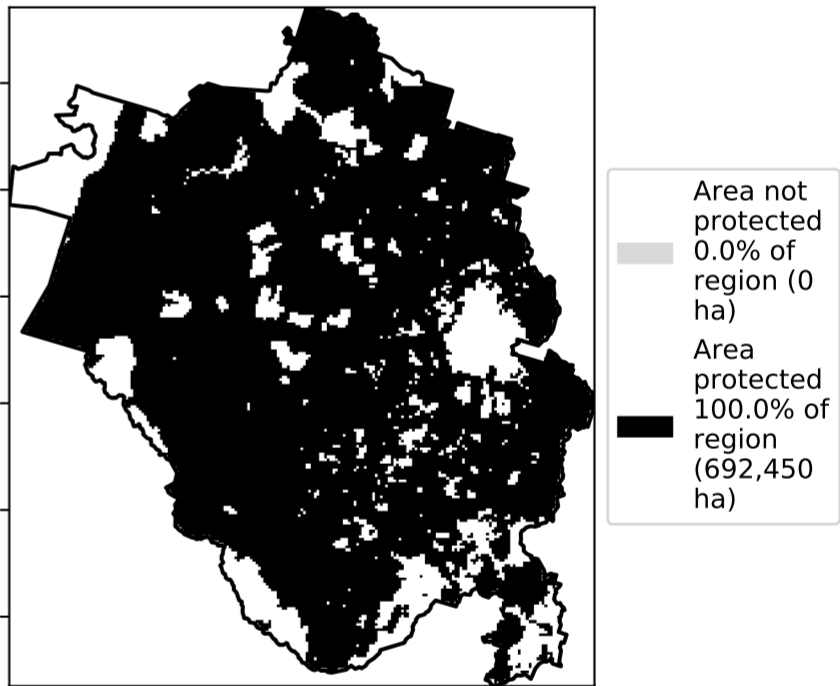 Area not
protected
0.0% of
region (0
ha)
Area
protected
100.0% of
region
(692,450
ha)